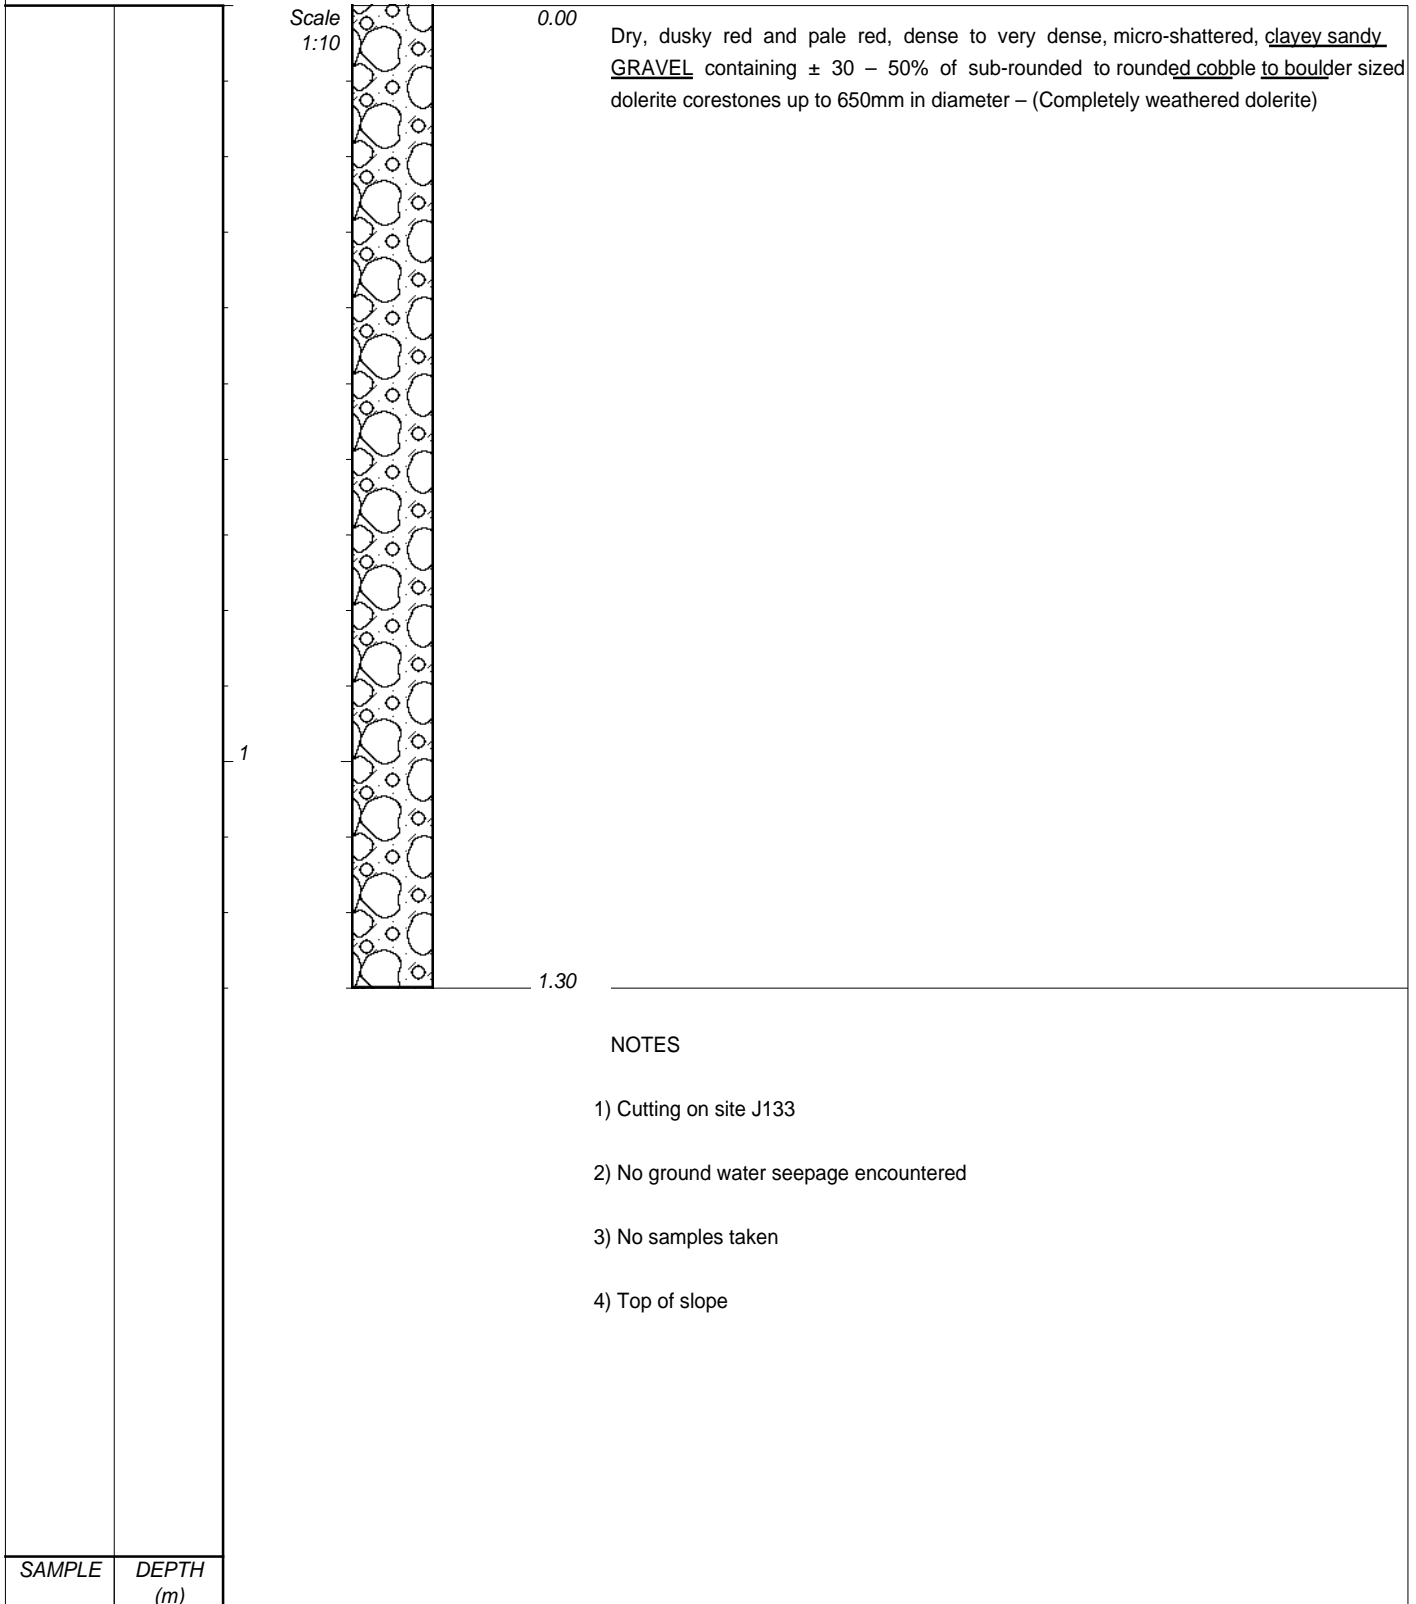 Scale
1:10
0.00
Dry, dusky red and pale red, dense to very dense, micro-shattered, clayey sandy
GRAVEL containing ± 30 – 50% of sub-rounded to rounded cobble to boulder sized
dolerite corestones up to 650mm in diameter – (Completely weathered dolerite)
1
1.30
NOTES
1) Cutting on site J133
2) No ground water seepage encountered
3) No samples taken
4) Top of slope
SAMPLE DEPTH
(m)